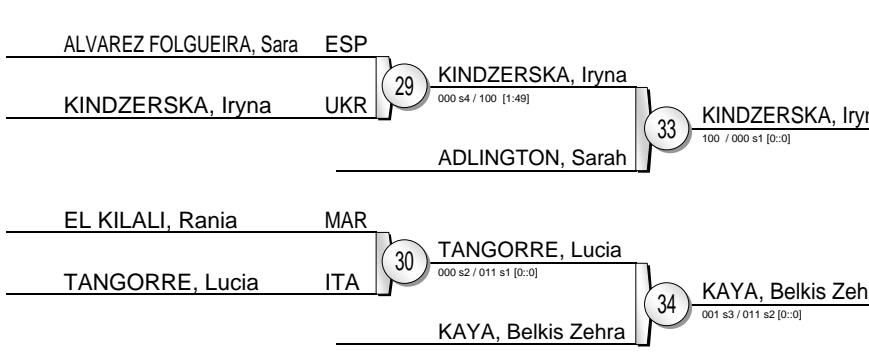 ALVAREZ FOLGUEIRA, Sara ESP
KINDZERSKA, Iryna UKR
29
KINDZERSKA, Iryna
000 s4 / 100 [1:49]
ADLINGTON, Sarah
33
KINDZERSKA, Iryn
100 / 000 s1 [0::0]
EL KILALI, Rania MAR
TANGORRE, Lucia ITA
30
TANGORRE, Lucia
000 s2 / 011 s1 [0::0]
KAYA, Belkis Zehra
34
KAYA, Belkis Zeh
001 s3 / 011 s2 [0::0]